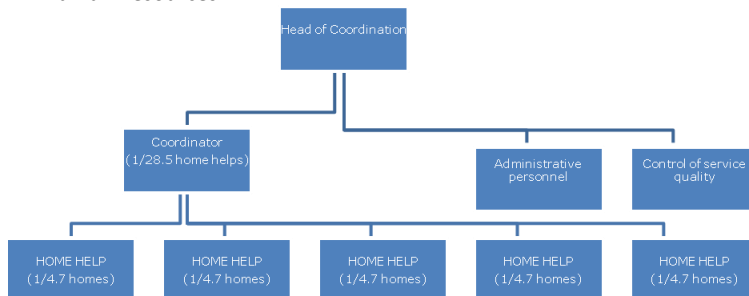 Head of Coordination
Coordinator
(1/28.5 home helps)
Administrative
personnel
Control of service
quality
HOME HELP
(1/4.7 homes)
HOME HELP
(1/4.7 homes)
HOME HELP
(1/4.7 homes)
HOME HELP
(1/4.7 homes)
HOME HELP
(1/4.7 homes)